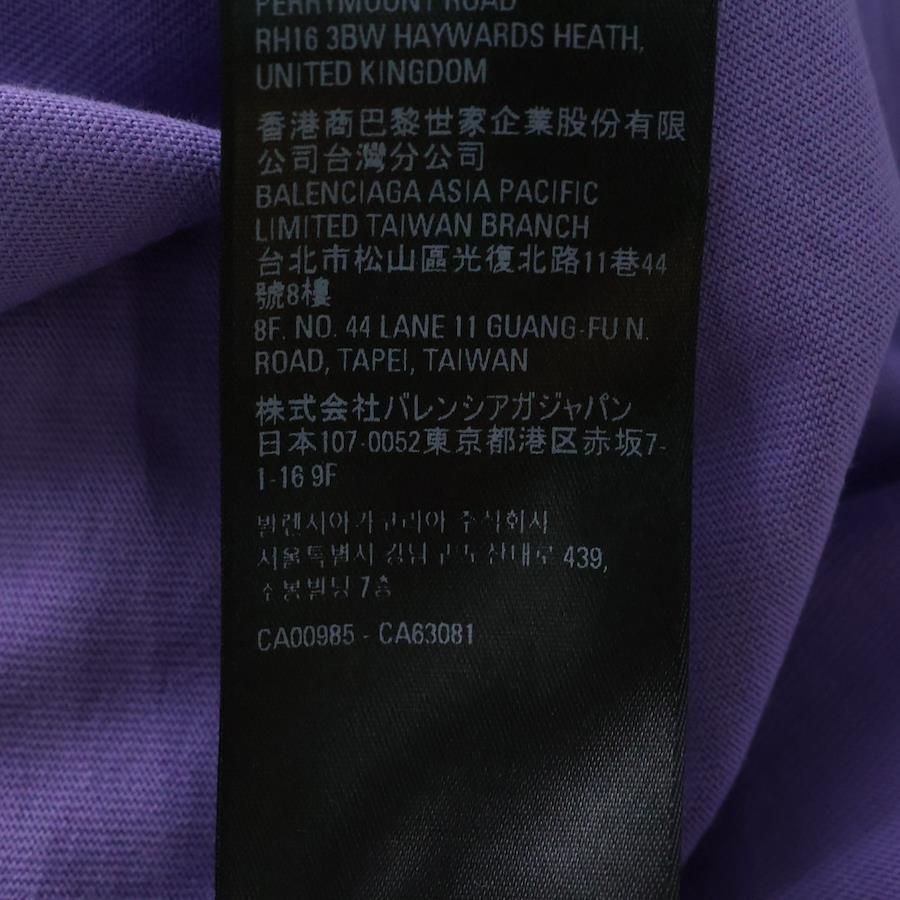 PERRYMOUNT ROAD
RH16 3BW HAYWARDS HEATH,
UNITED KINGDOM
香港商巴黎世家企業股份有限
公司台灣分公司
BALENCIAGA ASIA PACIFIC
LIMITED TAIWAN BRANCH
台北市松山區光復北路11巷44
號8樓
8F. NO. 44 LANE 11 GUANG-FU N.
ROAD, TAPEI, TAIWAN
株式会社バレンシアガジャパン
日本107-0052東京都港区赤坂7-
1-16 9F
발렌시아가코리아 주식회사
서울특별시 강남구 도산대로 439,
소봉빌딩 7층
CA00985 - CA63081